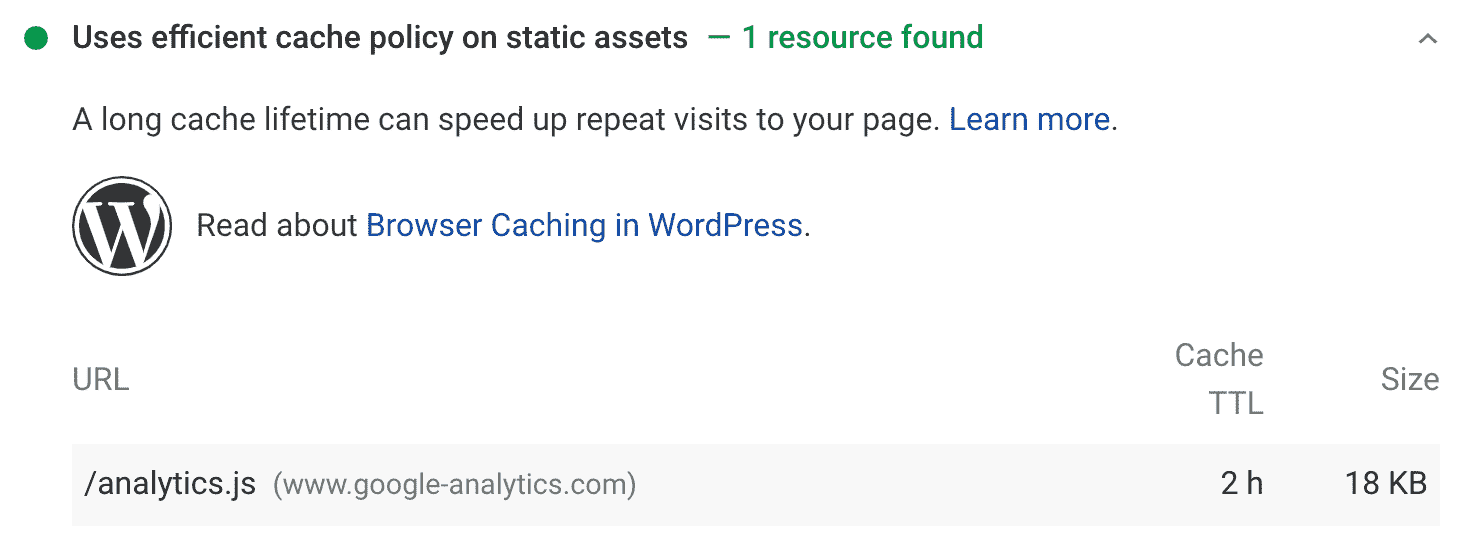 Uses efficient cache policy on static assets — 1 resource found
A long cache lifetime can speed up repeat visits to your page. Learn more.
Read about Browser Caching in WordPress.
URL
Cache
TTL
Size
/analytics.js (www.google-analytics.com) 2 h 18 KB